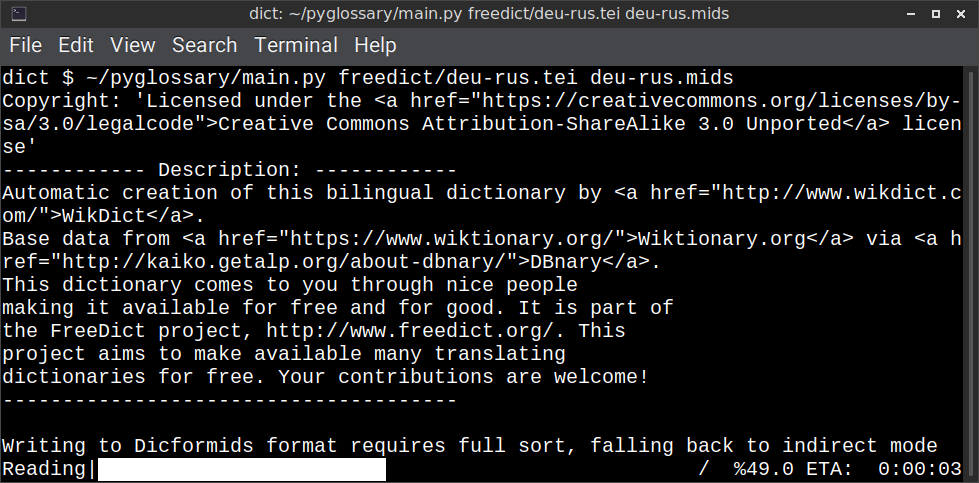 dict: ~/pyglossary/main.py freedict/deu-rus.tei deu-rus.mids
File Edit View Search Terminal Help
dict $ ~/pyglossary/main.py freedict/deu-rus.tei deu-rus.mids
Copyright: 'Licensed under the <a href="https://creativecommons.org/licenses/by-
sa/3.0/legalcode">Creative Commons Attribution-ShareAlike 3.0 Unported</a> licen
se'
------------ Description: ------------
Automatic creation of this bilingual dictionary by <a href="http://www.wikdict.c
om/">WikDict</a>.
Base data from <a href="https://www.wiktionary.org/">Wiktionary.org</a> via <a h
ref="http://kaiko.getalp.org/about-dbnary/">DBnary</a>.
This dictionary comes to you through nice people
making it available for free and for good. It is part of
the FreeDict project, http://www.freedict.org/. This
project aims to make available many translating
dictionaries for free. Your contributions are welcome!
--------------------------------------
Writing to Dicformids format requires full sort, falling back to indirect mode
Reading| / %49.0 ETA: 0:00:03